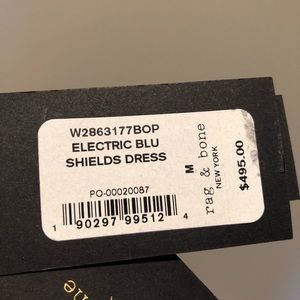 W2863177BOP
ELECTRIC BLU
SHIELDS DRESS
PO-00020087
1 90297 99512 4
M
rag & bone
NEW YORK
$495.00